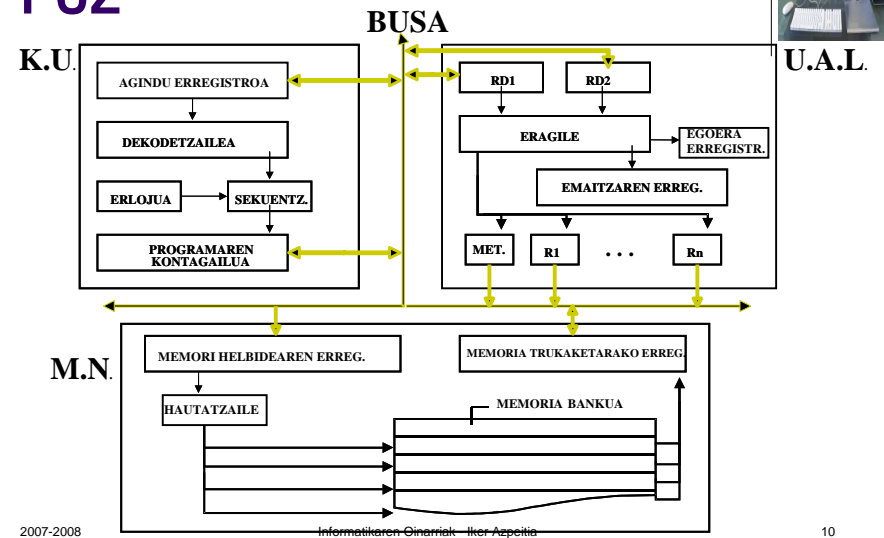 BUSA
K.U.
U.A.L.
AGINDU ERREGISTROA
DEKODETZAILEA
ERLOJUA
SEKUENTZ.
PROGRAMAREN
KONTAGAILUA
RD1
RD2
ERAGILE
EGOERA
ERREGISTR.
EMAITZAREN ERREG.
MET.
R1
. . .
Rn
M.N.
MEMORI HELBIDEAREN ERREG.
MEMORIA TRUKAKETARAKO ERREG.
HAUTATZAILE
MEMORIA BANKUA
2007-2008
Informatikaren Oinarriak - Iker Azpeitia
10